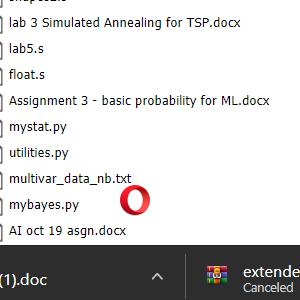 lab 3 Simulated Annealing for TSP.docx
lab5.s
float.s
Assignment 3 - basic probability for ML.docx
mystat.py
utilities.py
multivar_data_nb.txt
mybayes.py
AI oct 19 asgn.docx
(1).doc
extende
Canceled